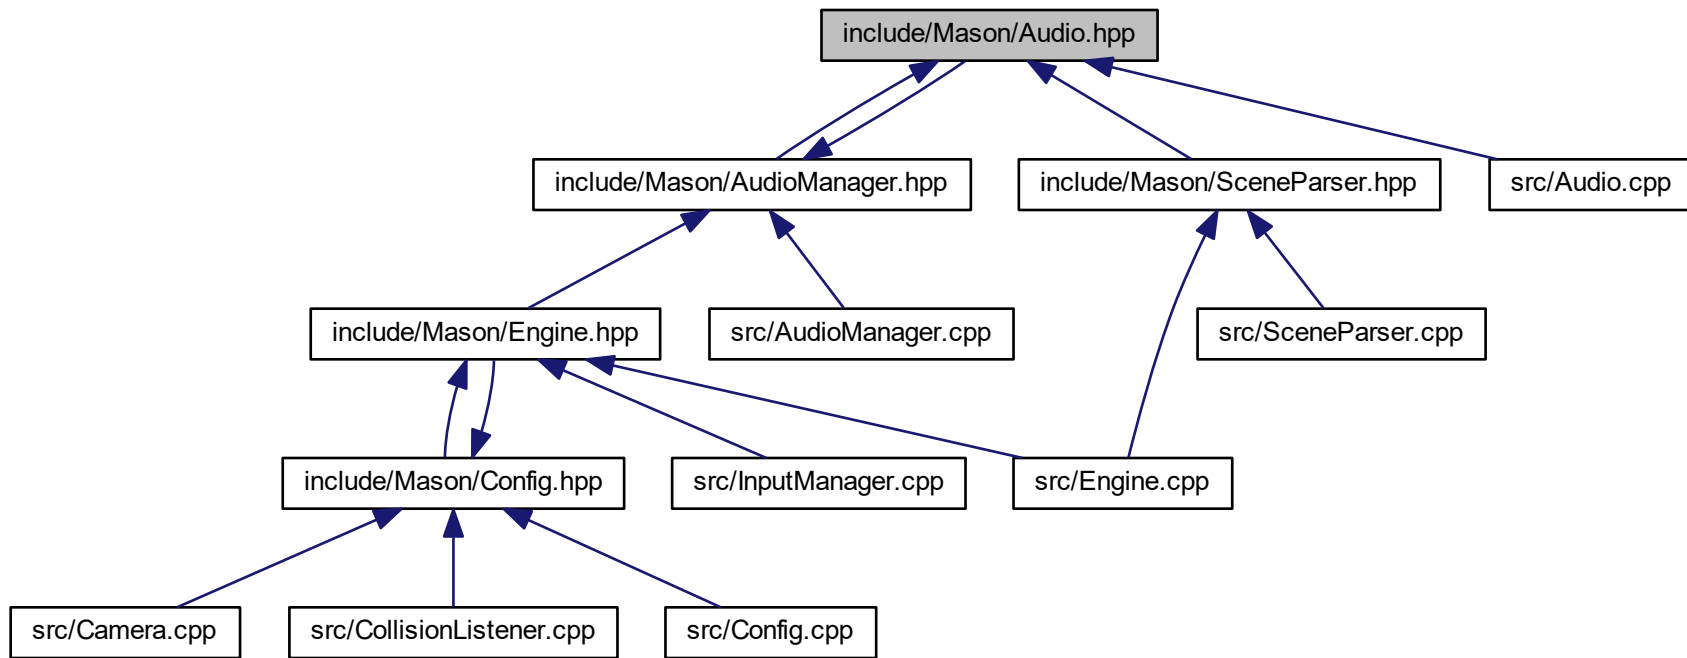 include/Mason/Audio.hpp
include/Mason/AudioManager.hpp
include/Mason/SceneParser.hpp
src/Audio.cpp
include/Mason/Engine.hpp
src/AudioManager.cpp
src/SceneParser.cpp
include/Mason/Config.hpp
src/InputManager.cpp
src/Engine.cpp
src/Camera.cpp
src/CollisionListener.cpp
src/Config.cpp